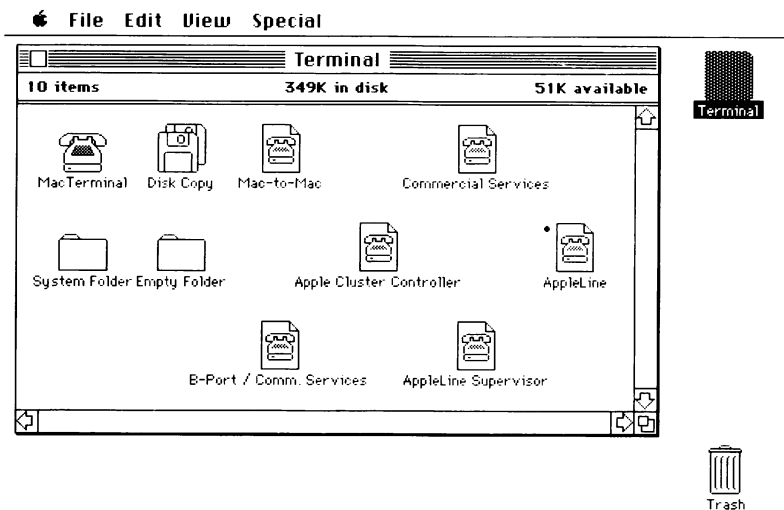 File Edit View Special
Terminal
10 items 349K in disk 51K available
Terminal
MacTerminal Disk Copy Mac-to-Mac Commercial Services
System Folder Empty Folder Apple Cluster Controller AppleLine
B-Port / Comm. Services AppleLine Supervisor
Trash